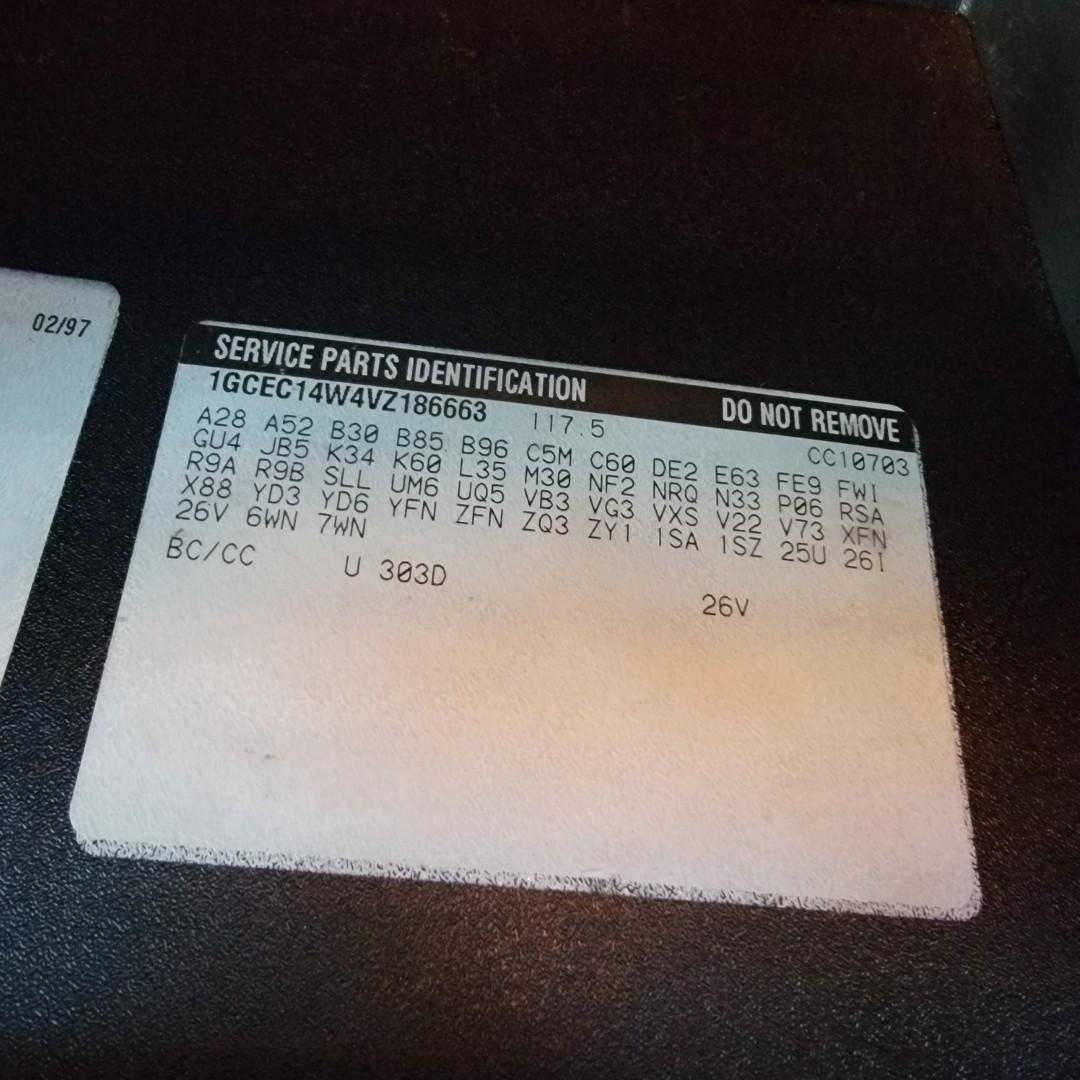 02/97
SERVICE PARTS IDENTIFICATION DO NOT REMOVE
1GCEC14W4VZ186663 117.5 CC10703
A28 A52 B30 B85 B96 C5M C60 DE2 E63 FE9 FW1
GU4 JB5 K34 K60 L35 M30 NF2 NRQ N33 P06 RSA
R9A R9B SLL UM6 UQ5 VB3 VG3 VXS V22 V73 XFN
X88 YD3 YD6 YFN ZFN ZQ3 ZY1 1SA 1SZ 25U 26I
26V 6WN 7WN
BC/CC U 303D
26V